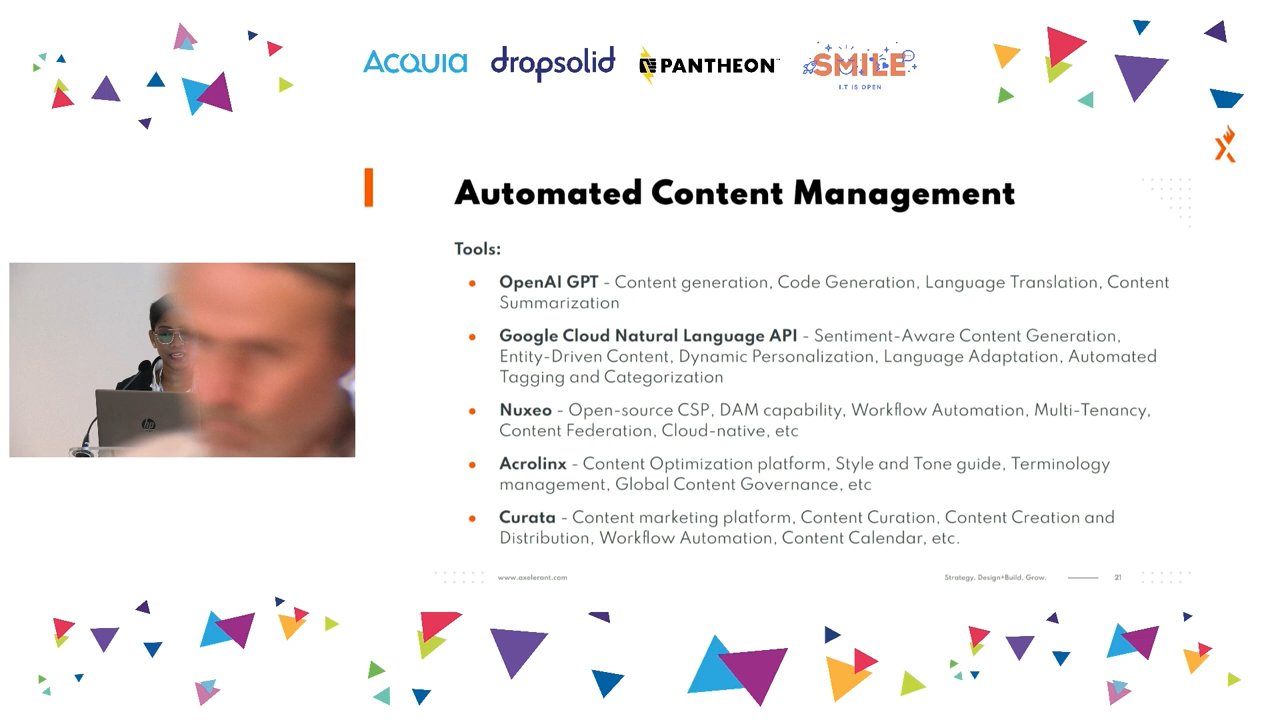 Acquia dropsolid PANTHEON SMILE
I.T IS OPEN
Automated Content Management
Tools:
OpenAI GPT - Content generation, Code Generation, Language Translation, Content
Summarization
Google Cloud Natural Language API - Sentiment-Aware Content Generation,
Entity-Driven Content, Dynamic Personalization, Language Adaptation, Automated
Tagging and Categorization
Nuxeo - Open-source CSP, DAM capability, Workflow Automation, Multi-Tenancy,
Content Federation, Cloud-native, etc
Acrolinx - Content Optimization platform, Style and Tone guide, Terminology
management, Global Content Governance, etc
Curata - Content marketing platform, Content Curation, Content Creation and
Distribution, Workflow Automation, Content Calendar, etc.
hp
www.axelerant.com Strategy. Design+Build. Grow. 21